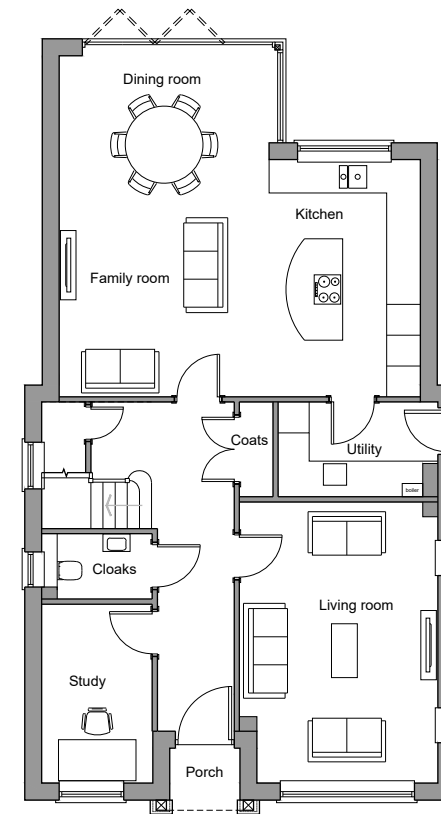 Dining room
Kitchen
Family room
Coats
Utility
boiler
Cloaks
Living room
Study
Porch